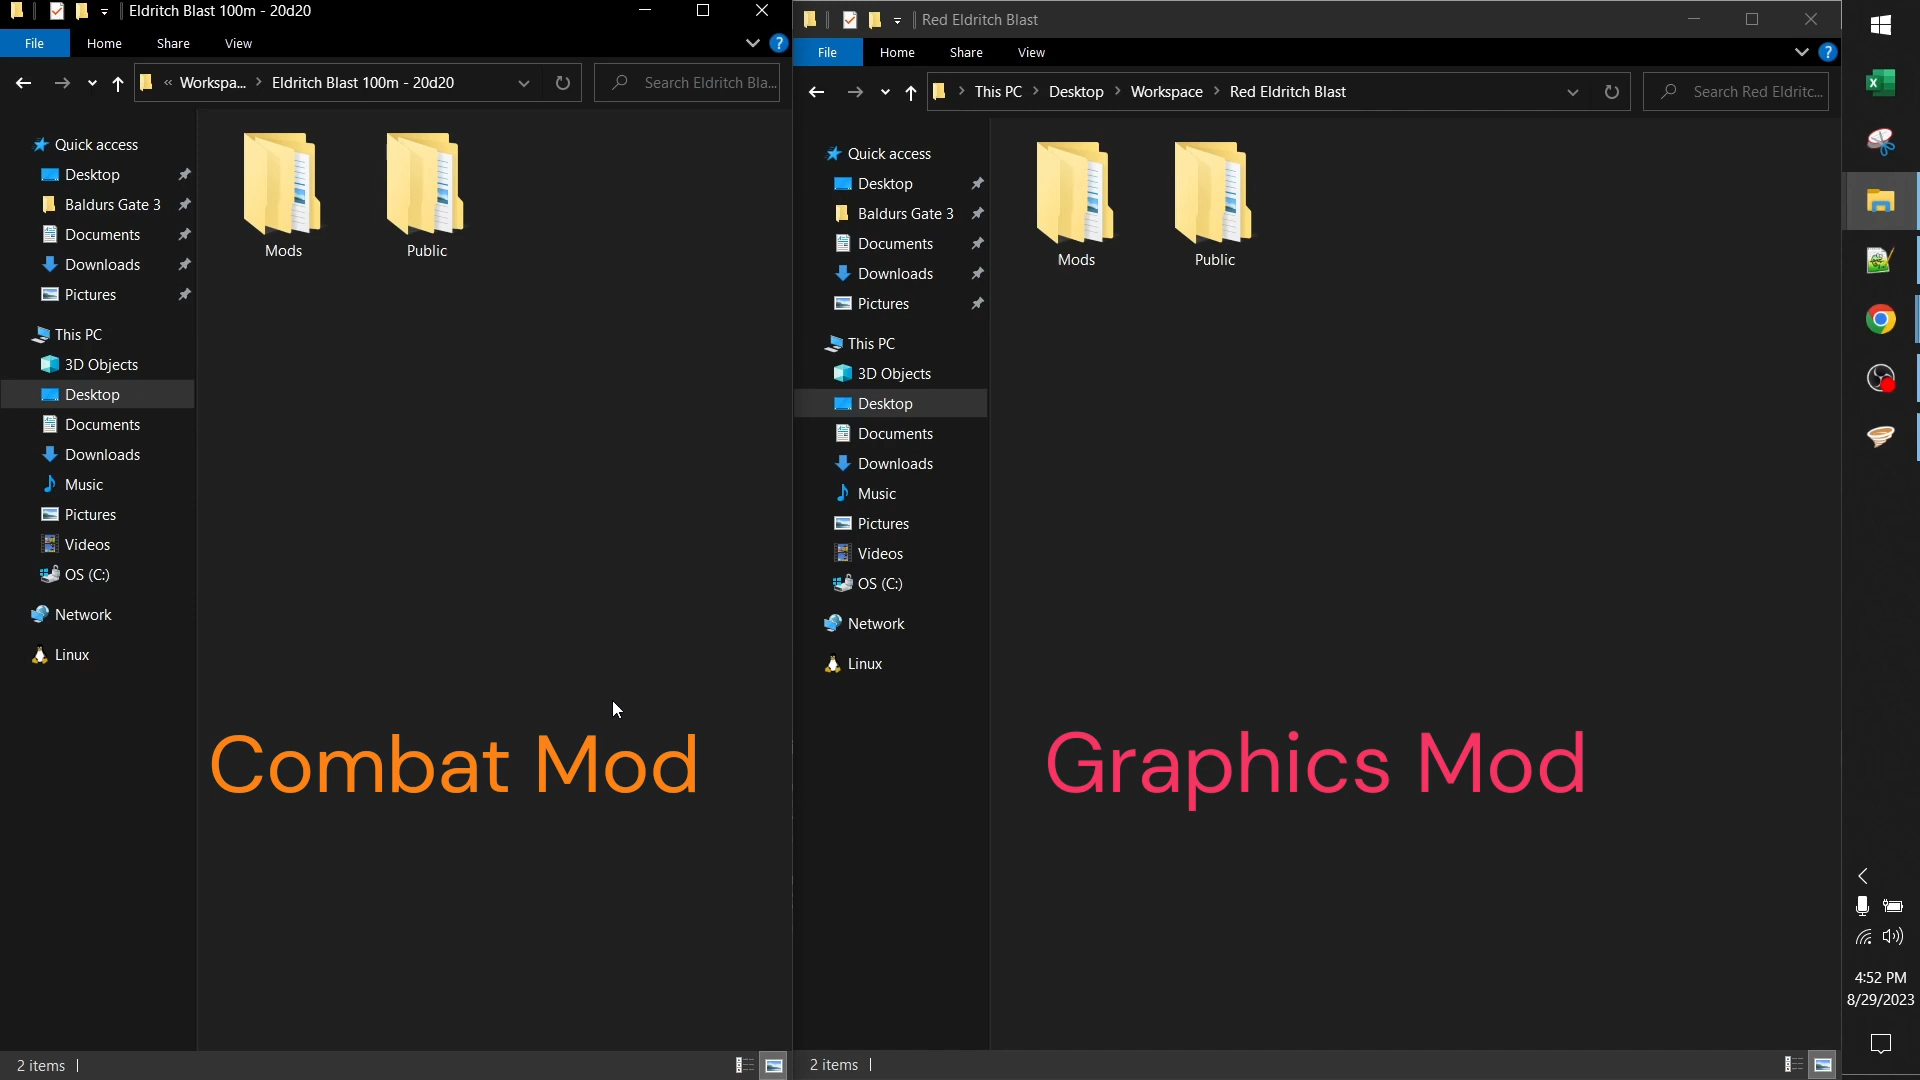 Eldritch Blast 100m - 20d20
File
Home
Share
View
« Workspa... > Eldritch Blast 100m - 20d20
Search Eldritch Bla...
Quick access
Desktop
Baldurs Gate 3
Documents
Downloads
Pictures
This PC
3D Objects
Desktop
Documents
Downloads
Music
Pictures
Videos
OS (C:)
Network
Linux
Mods
Public
Combat Mod
2 items
Red Eldritch Blast
File
Home
Share
View
> This PC > Desktop > Workspace > Red Eldritch Blast
Search Red Eldritc...
Quick access
Desktop
Baldurs Gate 3
Documents
Downloads
Pictures
This PC
3D Objects
Desktop
Documents
Downloads
Music
Pictures
Videos
OS (C:)
Network
Linux
Mods
Public
Graphics Mod
2 items
4:52 PM
8/29/2023